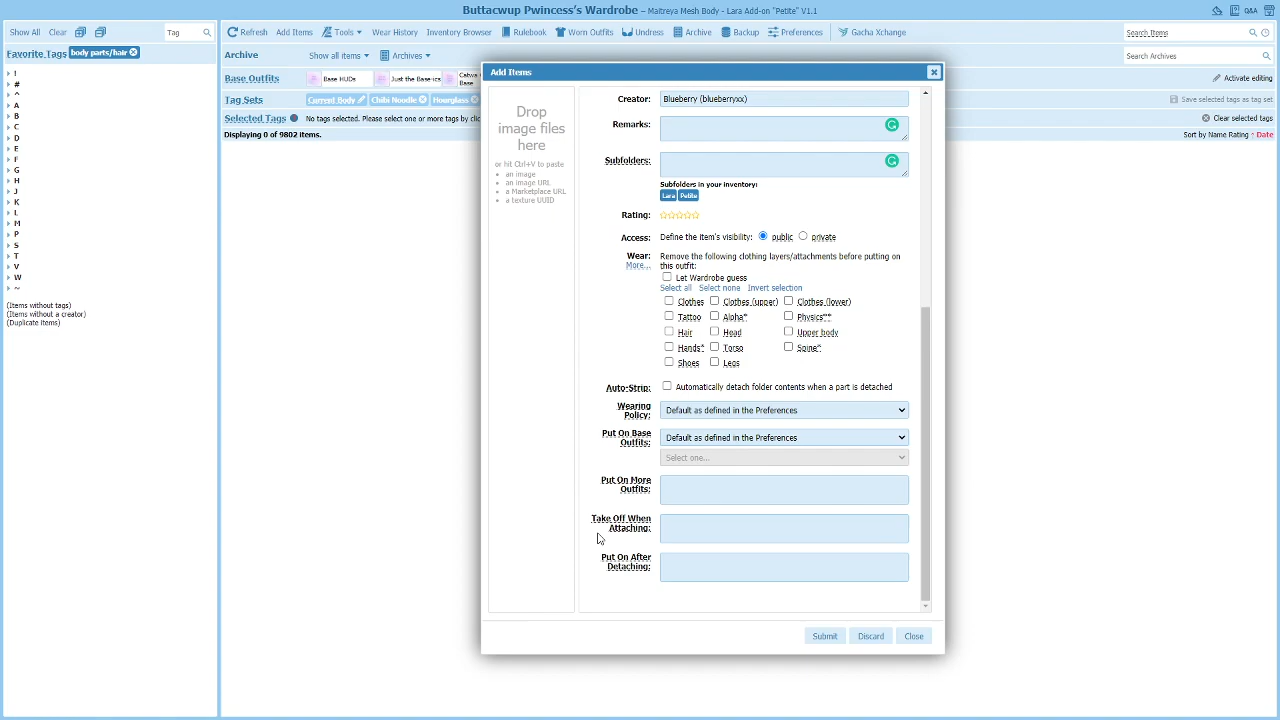 Buttacwup Pwincess's Wardrobe - Maitreya Mesh Body - Lara Add-on "Petite" V1.1
Q&A
Show All Clear Tag
Refresh Add Items Tools Wear History Inventory Browser Rulebook Worn Outfits Undress Archive Backup Preferences Gacha Xchange Search Items
Favorite Tags body parts/hair
Archive Show all items Archives Search Archives
Base Outfits Base HUDs Just the Base-ics Catwa Base Activate editing
Tag Sets Current Body Chibi Noodle Hourglass Save selected tags as tag set
Selected Tags No tags selected. Please select one or more tags by clic Clear selected tags
Displaying 0 of 9802 items. Sort by Name Rating ↑ Date
!
#
^
A
B
C
D
E
F
G
H
J
K
L
M
P
S
T
V
W
~
(Items without tags)
(Items without a creator)
(Duplicate items)
Add Items
Drop
image files
here
or hit Ctrl+V to paste
an image
an image URL
a Marketplace URL
a texture UUID
Creator: Blueberry (blueberryxx)
Remarks:
Subfolders:
Subfolders in your inventory:
Lara Petite
Rating:
Access: Define the item's visibility: public private
Wear: Remove the following clothing layers/attachments before putting on
More... this outfit:
Let Wardrobe guess
Select all Select none Invert selection
Clothes Clothes (upper) Clothes (lower)
Tattoo Alpha* Physics**
Hair Head Upper body
Hands* Torso Spine*
Shoes Legs
Auto-Strip: Automatically detach folder contents when a part is detached
Wearing
Policy: Default as defined in the Preferences
Put On Base
Outfits: Default as defined in the Preferences
Select one...
Put On More
Outfits:
Take Off When
Attaching:
Put On After
Detaching:
Submit Discard Close